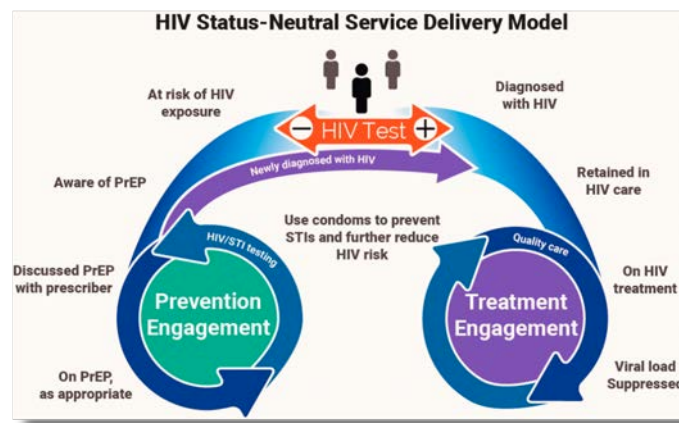 HIV Status-Neutral Service Delivery Model
At risk of HIV
exposure
Diagnosed
with HIV
HIV Test
Newly diagnosed with HIV
Aware of PrEP
Retained in
HIV care
Use condoms to prevent
STIs and further reduce
HIV risk
HIV/STI testing
Quality care
Discussed PrEP
with prescriber
On HIV
treatment
Prevention
Engagement
Treatment
Engagement
On PrEP,
as appropriate
Viral load
Suppressed